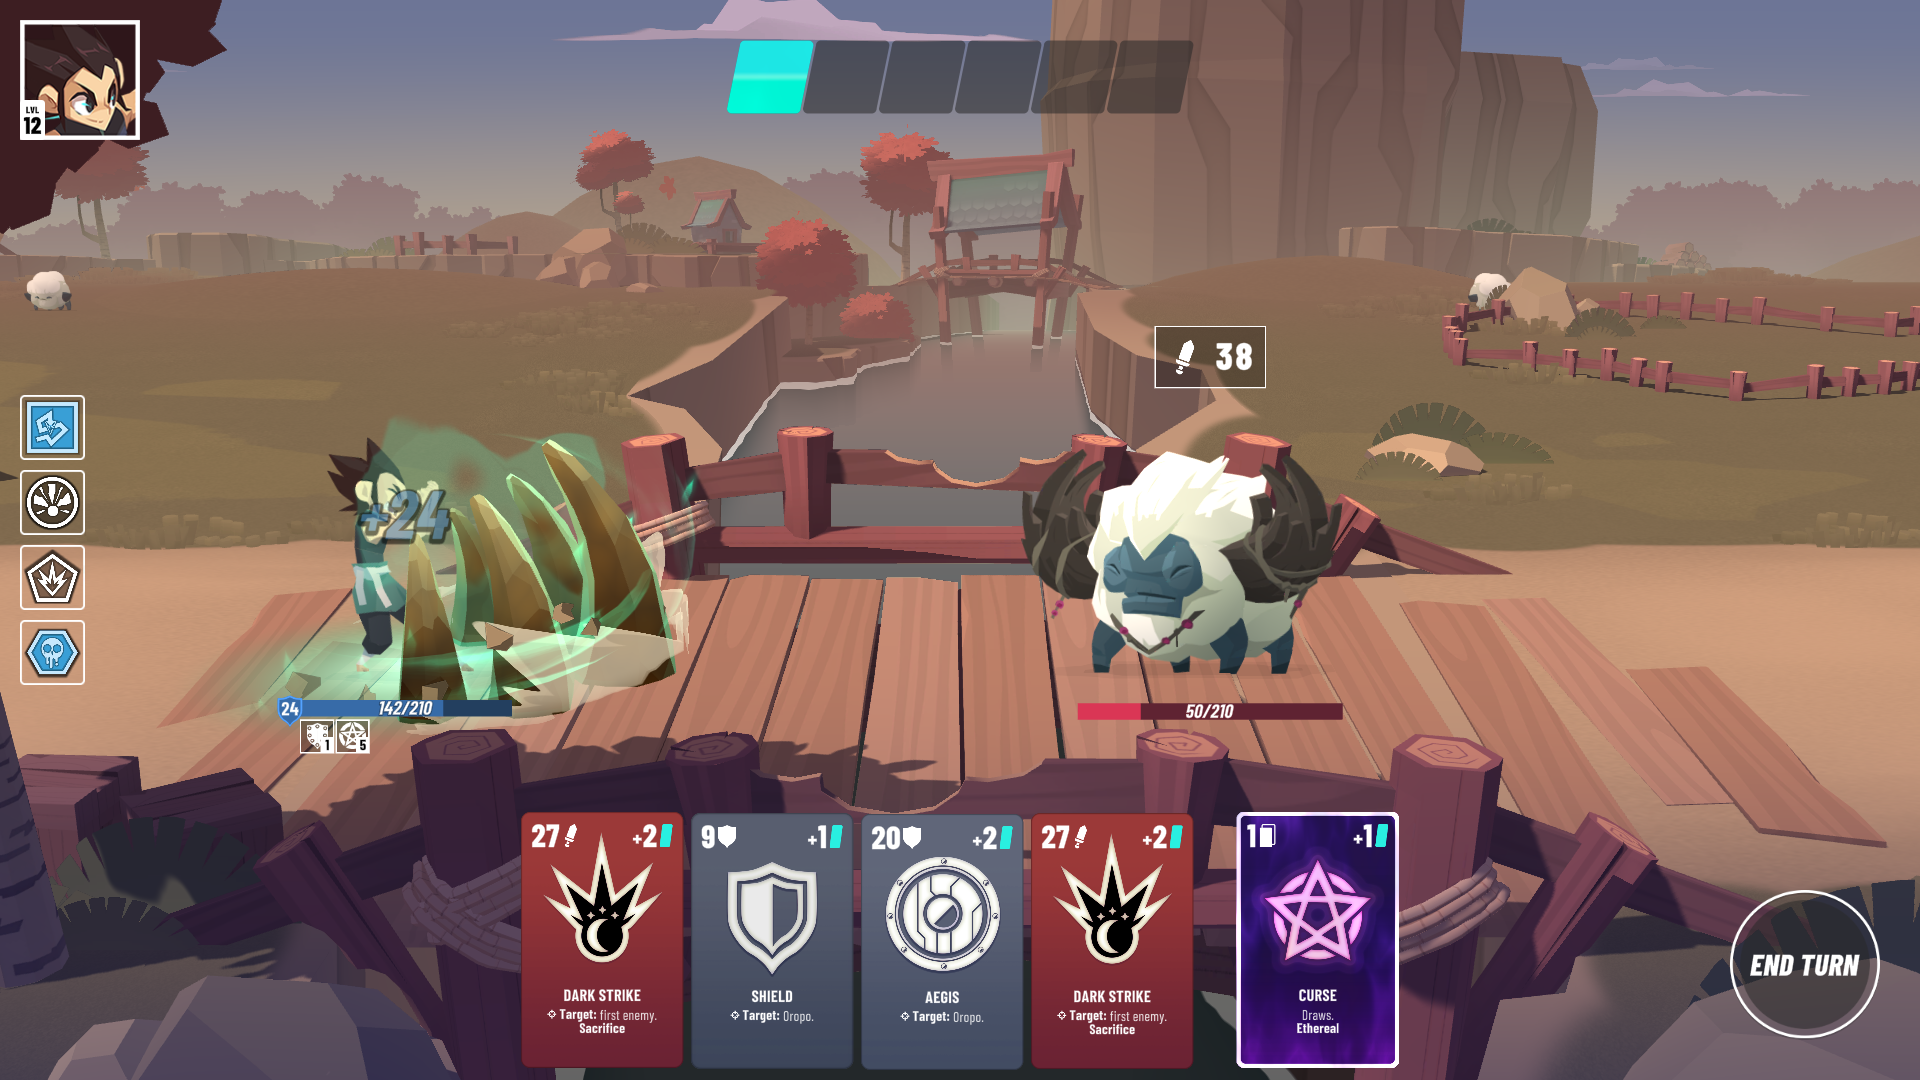 LVL
12
38
+24
24
142/210
1
5
50/210
27
+2
DARK STRIKE
Target: first enemy.
Sacrifice
9
+1
SHIELD
Target: Oropo.
20
+2
AEGIS
Target: Oropo.
27
+2
DARK STRIKE
Target: first enemy.
Sacrifice
1
+1
CURSE
Draws.
Ethereal
END TURN